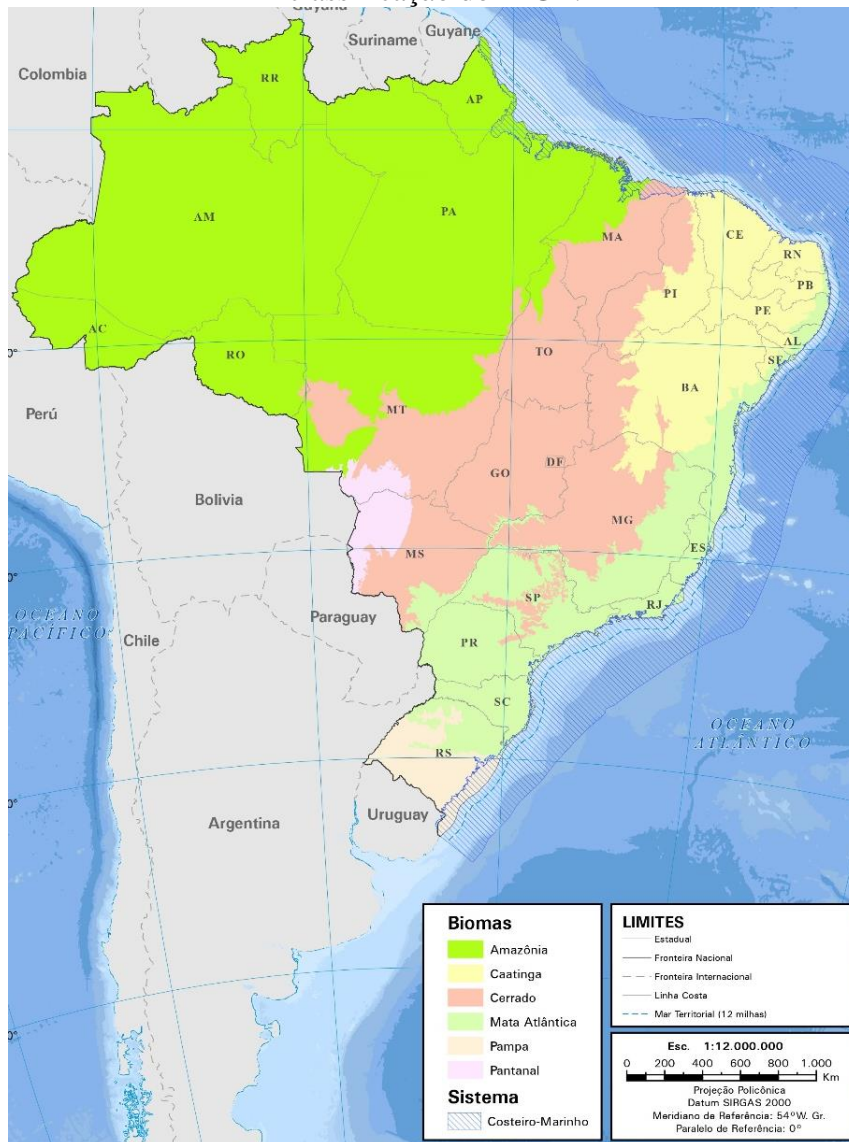 Suriname
Guyane
Colombia
RR
AP
AM
PA
MA
CE
RN
PB
PI
PE
AC
AL
SE
RO
TO
BA
Perú
MT
DF
GO
Bolivia
MG
MS
ES
OCEANO
PACÍFICO
SP
RJ
Paraguay
Chile
PR
SC
OCEANO
ATLÂNTICO
RS
Uruguay
Argentina
Biomas
Amazônia
Caatinga
Cerrado
Mata Atlântica
Pampa
Pantanal
Sistema
Costeiro-Marinho
LIMITES
Estadual
Fronteira Nacional
Fronteira Internacional
Linha Costa
Mar Territorial (12 milhas)
Esc. 1:12.000.000
0 200 400 600 800 1.000
Km
Projeção Policônica
Datum SIRGAS 2000
Meridiano de Referência: 54°W. Gr.
Paralelo de Referência: 0°